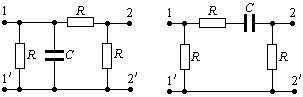 1 R 2 1 R C 2
R C R R R
1′ 2′ 1′ 2′